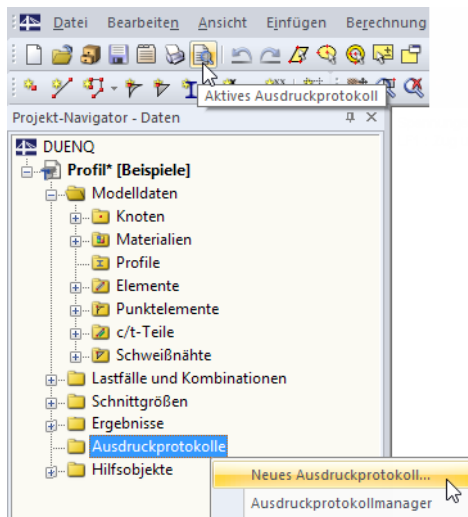 Datei Bearbeiten Ansicht Einfügen Berechnung
Aktives Ausdruckprotokoll
Projekt-Navigator - Daten
DUENQ
Profil* [Beispiele]
Modelldaten
Knoten
Materialien
Profile
Elemente
Punktelemente
c/t-Teile
Schweißnähte
Lastfälle und Kombinationen
Schnittgrößen
Ergebnisse
Ausdruckprotokolle
Hilfsobjekte
Neues Ausdruckprotokoll...
Ausdruckprotokollmanager